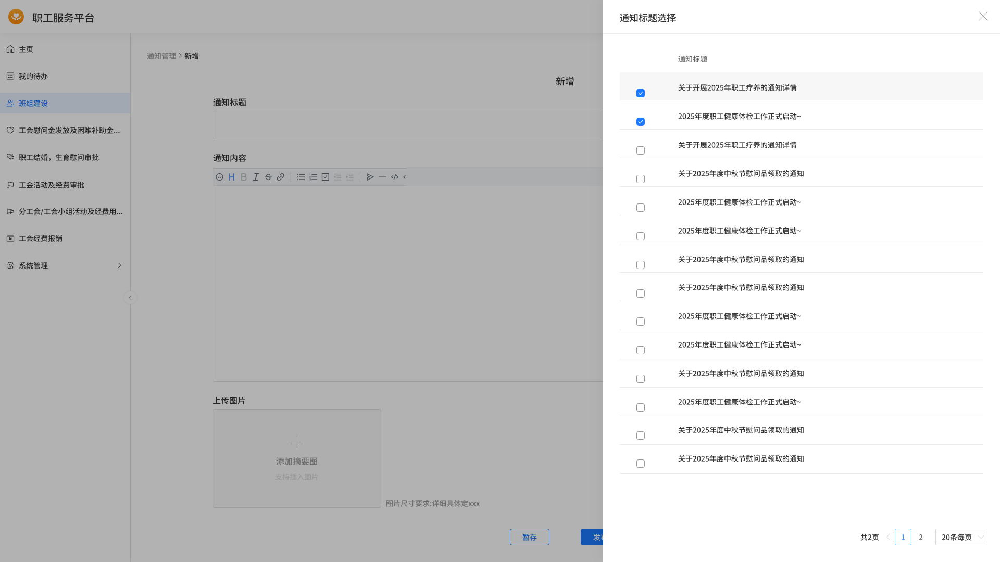 职工服务平台
主页
我的待办
班组建设
工会慰问金发放及困难补助金...
职工结婚，生育慰问审批
工会活动及经费审批
分工会/工会小组活动及经费用...
工会经费报销
系统管理
通知管理 > 新增
新增
通知标题
通知内容
上传图片
添加摘要图
支持插入图片
图片尺寸要求:详细具体定xxx
暂存
发
通知标题选择
通知标题
关于开展2025年职工疗养的通知详情
2025年度职工健康体检工作正式启动~
关于开展2025年职工疗养的通知详情
关于2025年度中秋节慰问品领取的通知
2025年度职工健康体检工作正式启动~
2025年度职工健康体检工作正式启动~
关于2025年度中秋节慰问品领取的通知
关于2025年度中秋节慰问品领取的通知
2025年度职工健康体检工作正式启动~
2025年度职工健康体检工作正式启动~
关于2025年度中秋节慰问品领取的通知
2025年度职工健康体检工作正式启动~
关于2025年度中秋节慰问品领取的通知
关于2025年度中秋节慰问品领取的通知
共2页 1 2 20条每页